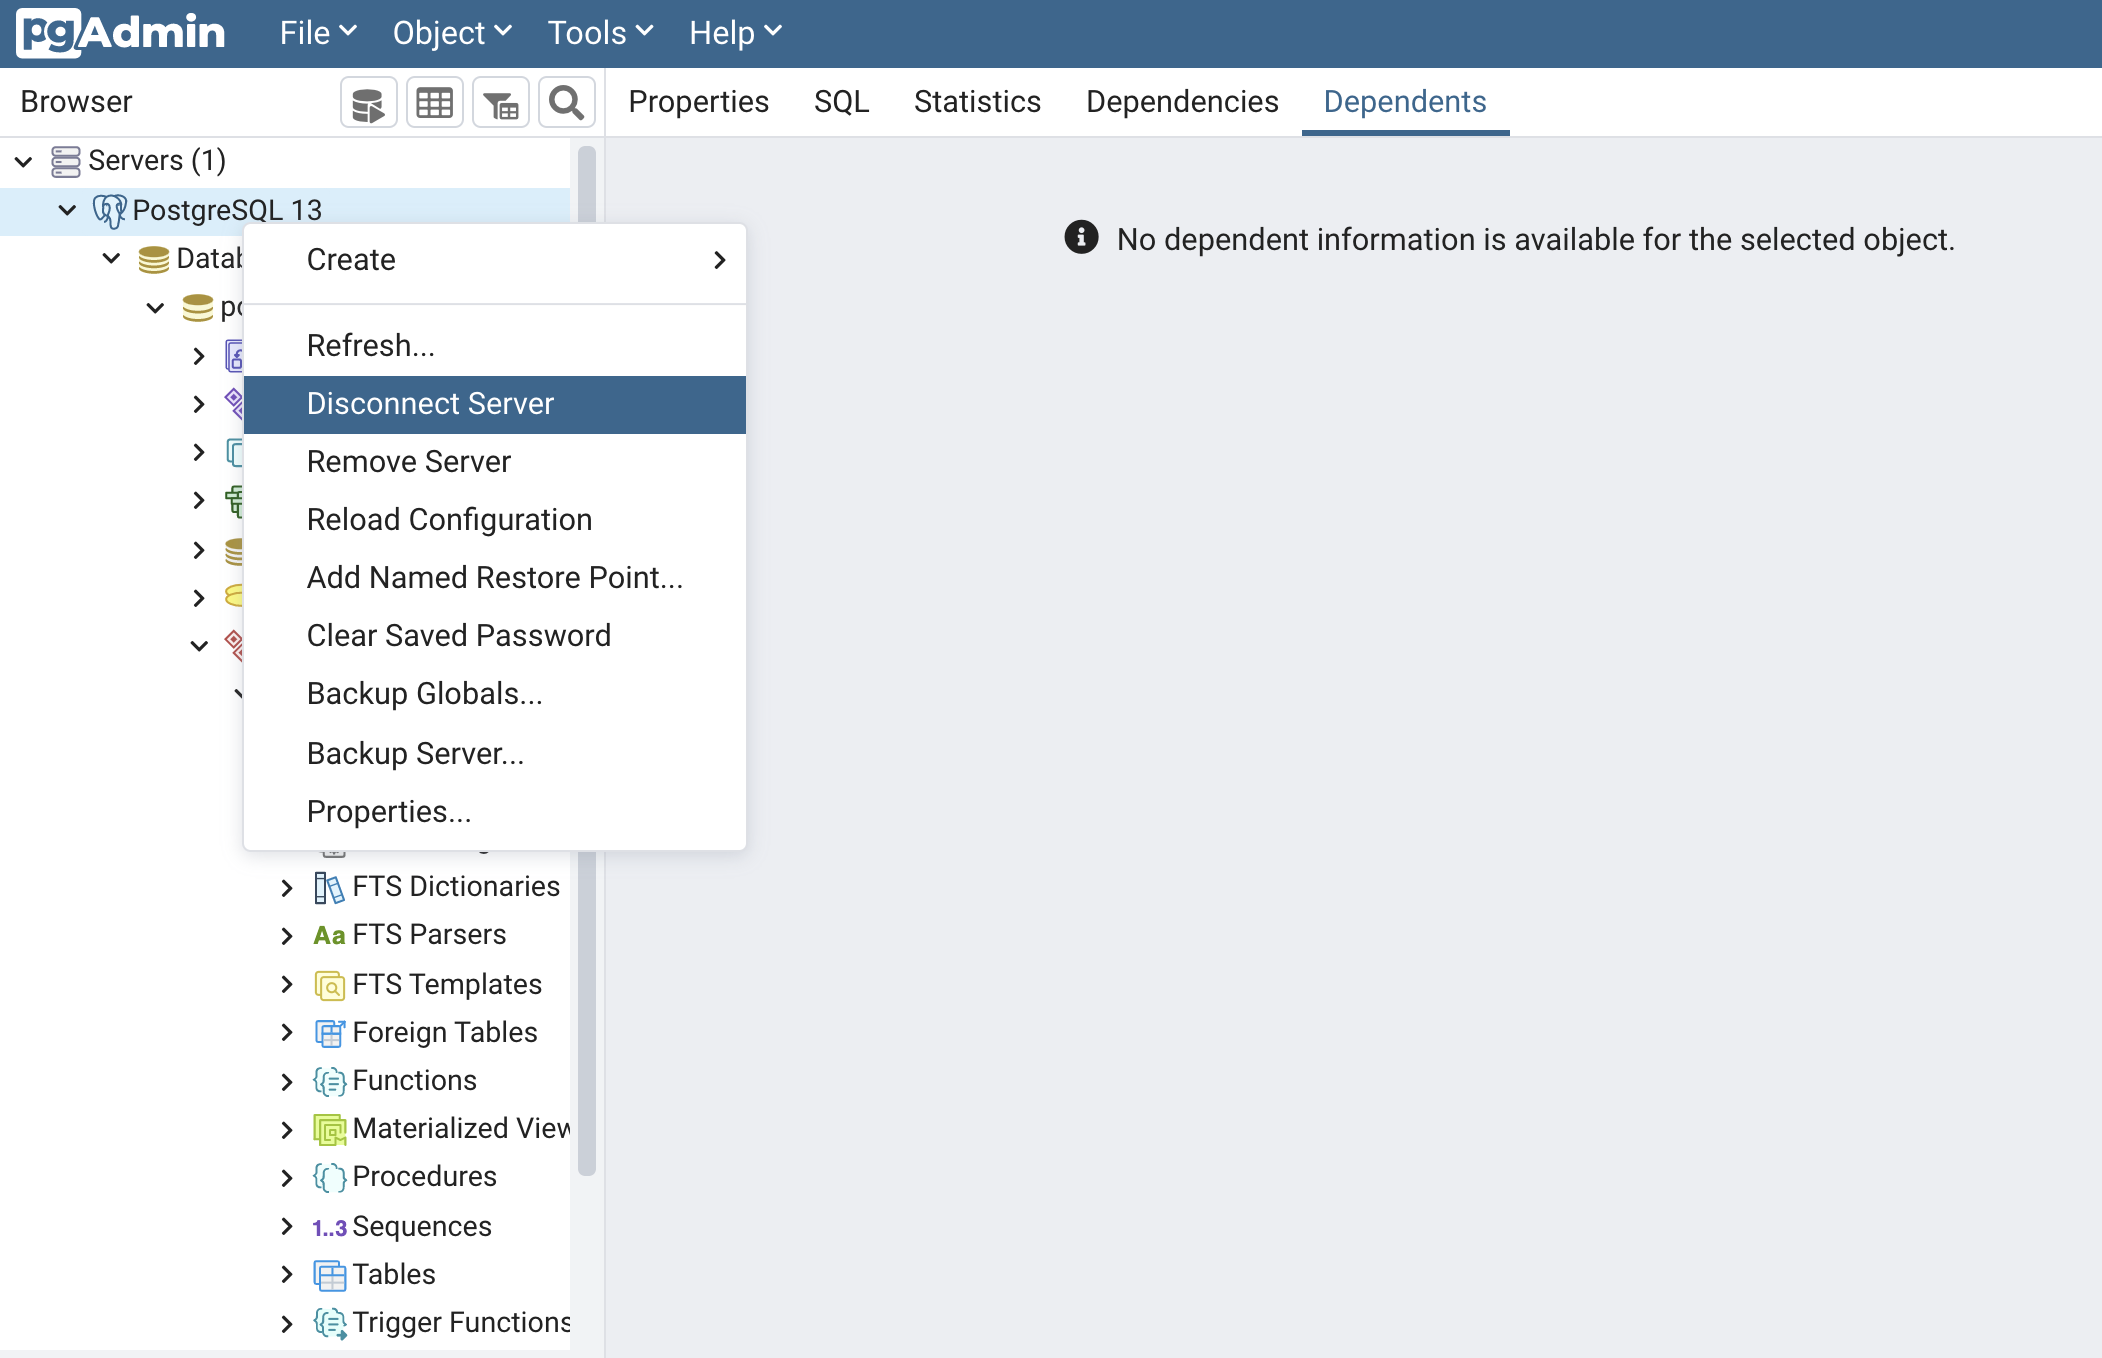 pgAdmin File Object Tools Help
Browser Properties SQL Statistics Dependencies Dependents
Servers (1)
PostgreSQL 13
No dependent information is available for the selected object.
Create
Refresh...
Disconnect Server
Remove Server
Reload Configuration
Add Named Restore Point...
Clear Saved Password
Backup Globals...
Backup Server...
Properties...
FTS Dictionaries
Aa FTS Parsers
FTS Templates
Foreign Tables
Functions
Materialized View
Procedures
1..3 Sequences
Tables
Trigger Functions